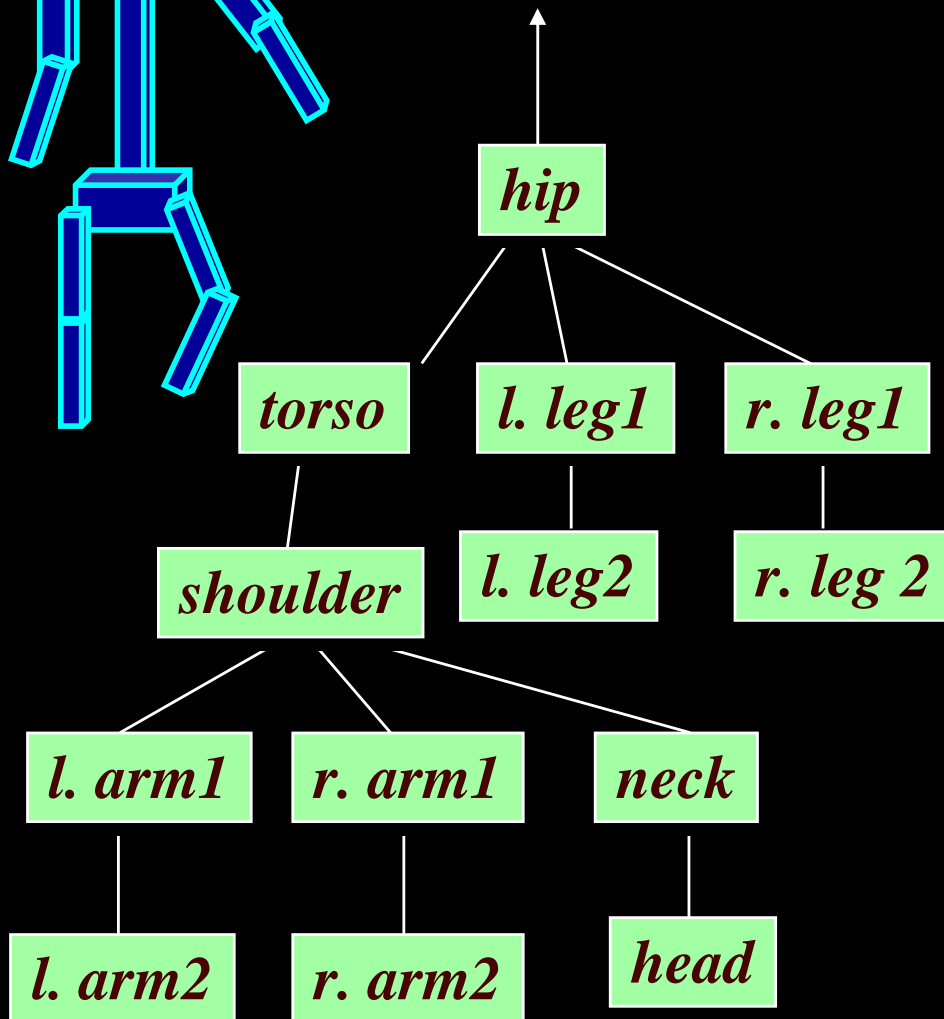 hip
torso
l. leg1
r. leg1
shoulder
l. leg2
r. leg 2
l. arm1
r. arm1
neck
l. arm2
r. arm2
head